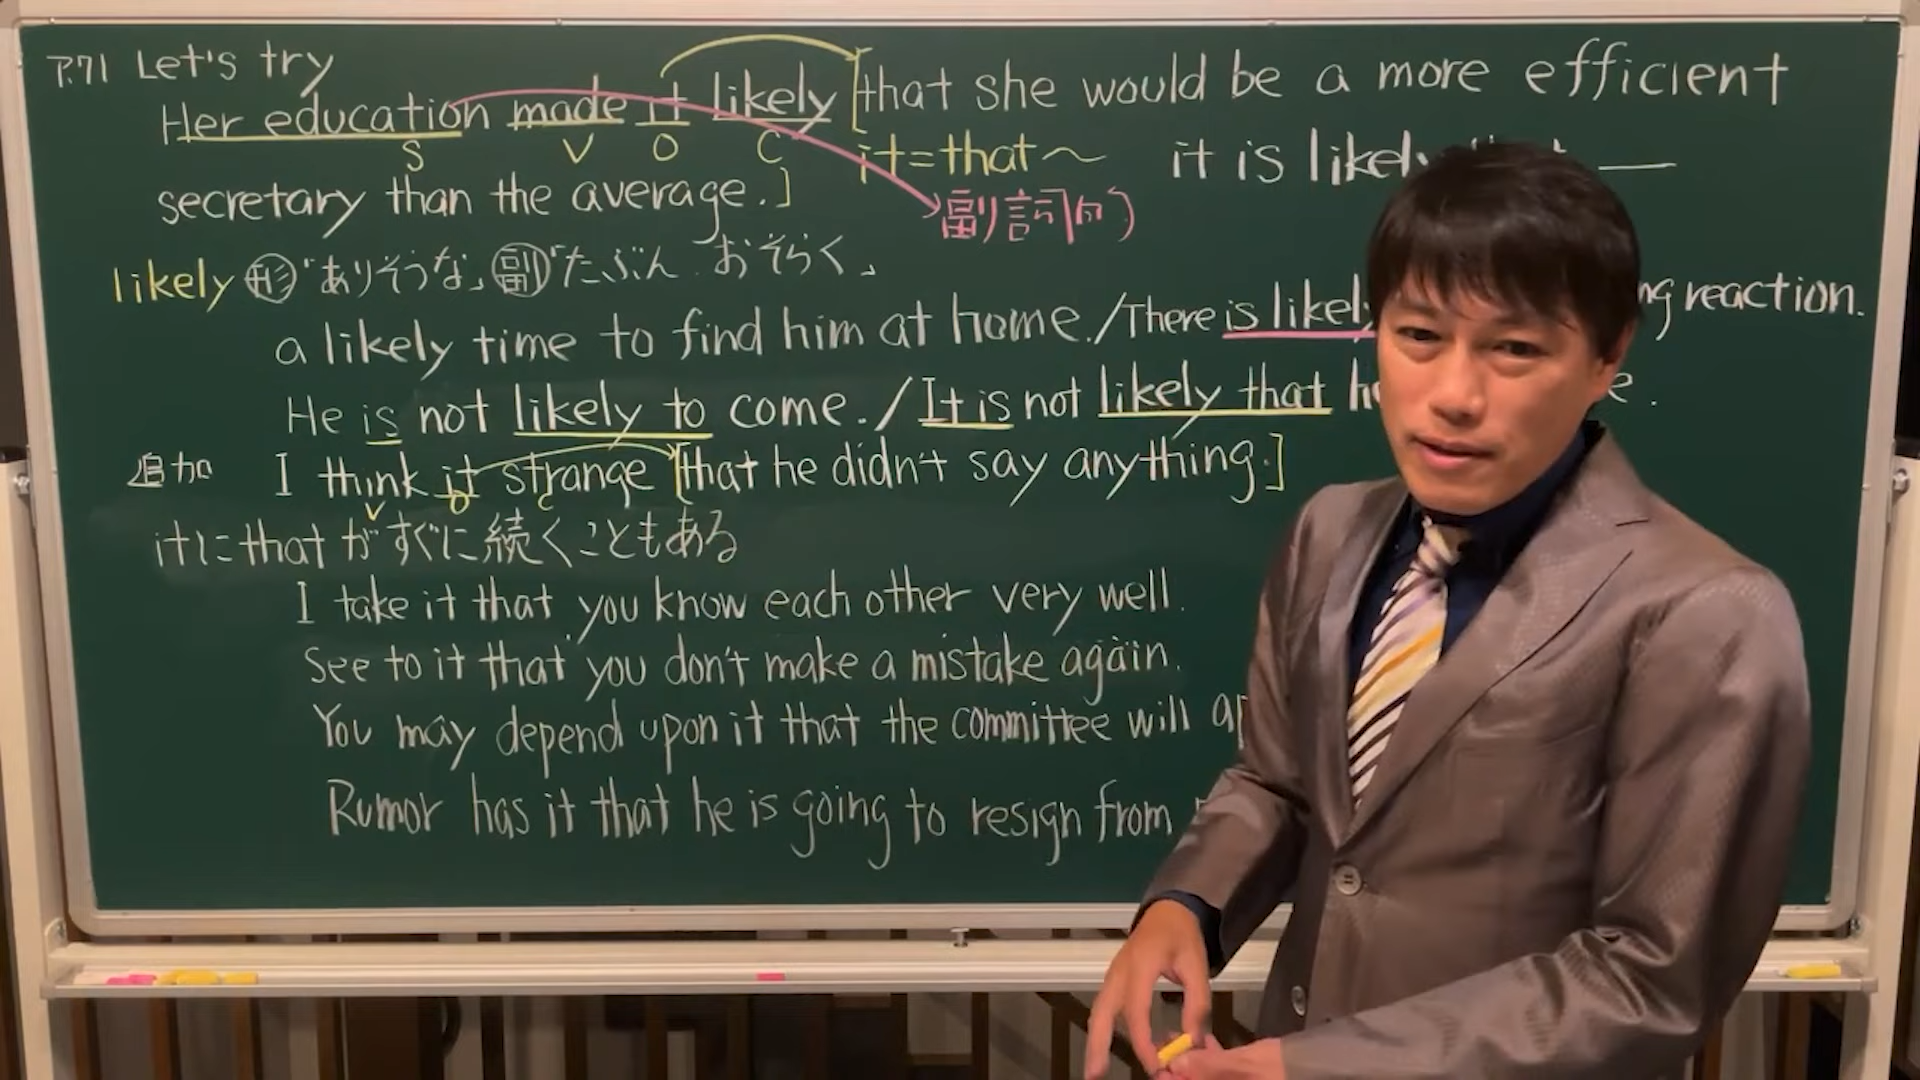 P.71 Let's try
Her education made it likely [that she would be a more efficient
S V O C it=that〜 it is likely that —
secretary than the average.] 副詞(句)
likely 形「ありそうな」副「たぶん おそらく」
a likely time to find him at home./There is likely ng reaction.
He is not likely to come./It is not likely that he e.
追加 I think it strange [that he didn't say anything.]
V O C
itにthatがすぐに続くこともある
I take it that you know each other very well.
See to it that you don't make a mistake again.
You may depend upon it that the committee will
Rumor has it that he is going to resign from